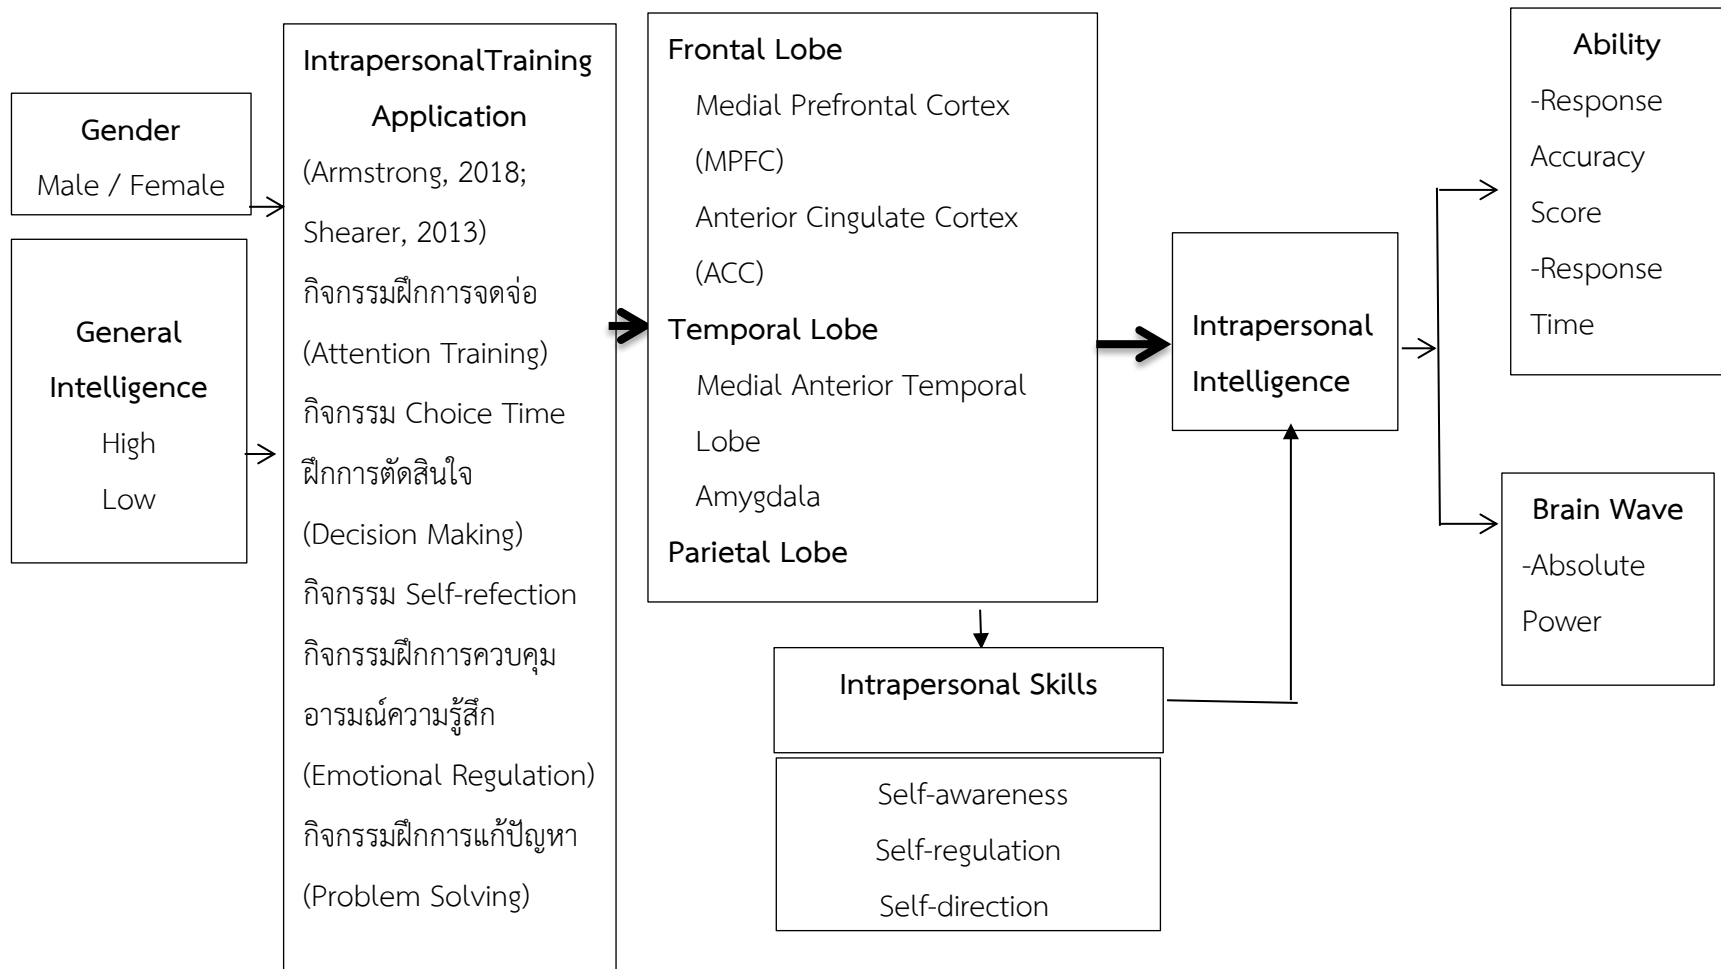 Gender
Male / Female
General
Intelligence
High
Low
IntrapersonalTraining
Application
(Armstrong, 2018;
Shearer, 2013)
กิจกรรมฝึกการจดจ่อ
(Attention Training)
กิจกรรม Choice Time
ฝึกการตัดสินใจ
(Decision Making)
กิจกรรม Self-refection
กิจกรรมฝึกการควบคุม
อารมณ์ความรู้สึก
(Emotional Regulation)
กิจกรรมฝึกการแก้ปัญหา
(Problem Solving)
Frontal Lobe
Medial Prefrontal Cortex
(MPFC)
Anterior Cingulate Cortex
(ACC)
Temporal Lobe
Medial Anterior Temporal
Lobe
Amygdala
Parietal Lobe
Intrapersonal Skills
Self-awareness
Self-regulation
Self-direction
Intrapersonal
Intelligence
Ability
-Response
Accuracy
Score
-Response
Time
Brain Wave
-Absolute
Power